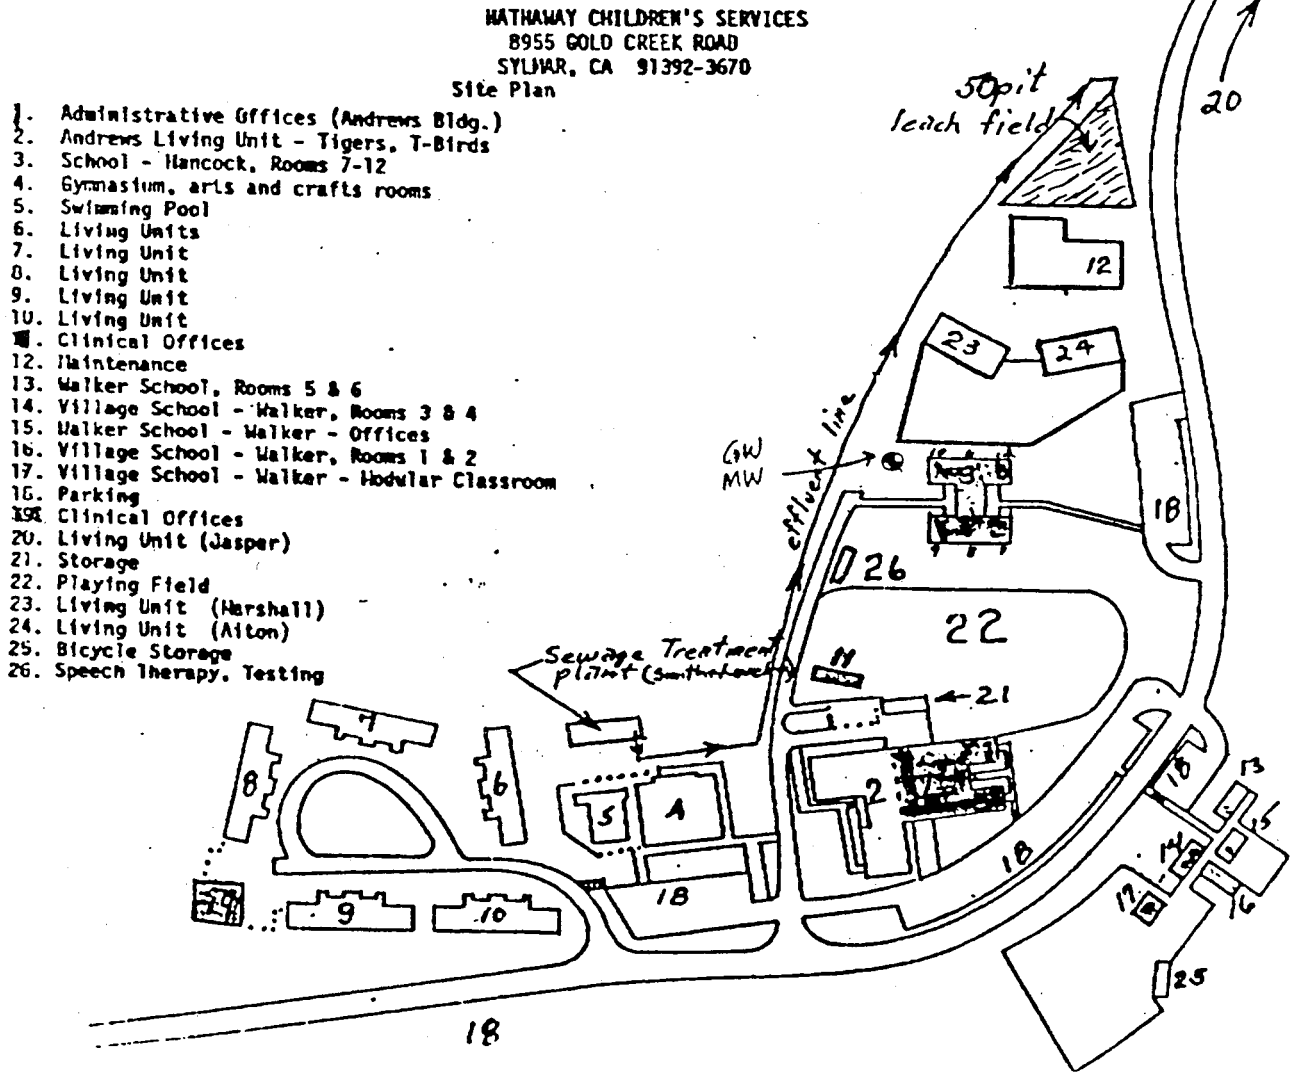 HATHAWAY CHILDREN'S SERVICES
8955 GOLD CREEK ROAD
SYLMAR, CA 91392-3670
Site Plan
1. Administrative Offices (Andrews Bldg.)
2. Andrews Living Unit - Tigers, T-Birds
3. School - Hancock, Rooms 7-12
4. Gymnasium, arts and crafts rooms
5. Swimming Pool
6. Living Units
7. Living Unit
8. Living Unit
9. Living Unit
10. Living Unit
Clinical Offices
12. Maintenance
13. Walker School, Rooms 5 & 6
14. Village School - Walker, Rooms 3 & 4
15. Walker School - Walker - Offices
16. Village School - Walker, Rooms 1 & 2
17. Village School - Walker - Modular Classroom
18. Parking
19. Clinical Offices
20. Living Unit (Jasper)
21. Storage
22. Playing Field
23. Living Unit (Marshall)
24. Living Unit (Aiton)
25. Bicycle Storage
26. Speech Therapy, Testing
50 pit
leach field
20
12
23
24
effluent line
GW
MW
18
26
22
Sewage Treatment
plant
11
21
7
8
6
5
4
2
18
13
18
18
14
15
17
16
19
9
10
25
18